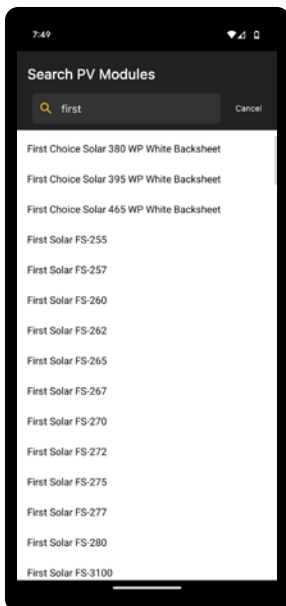 7:49
Search PV Modules
first
Cancel
First Choice Solar 380 WP White Backsheet
First Choice Solar 395 WP White Backsheet
First Choice Solar 465 WP White Backsheet
First Solar FS-255
First Solar FS-257
First Solar FS-260
First Solar FS-262
First Solar FS-265
First Solar FS-267
First Solar FS-270
First Solar FS-272
First Solar FS-275
First Solar FS-277
First Solar FS-280
First Solar FS-3100